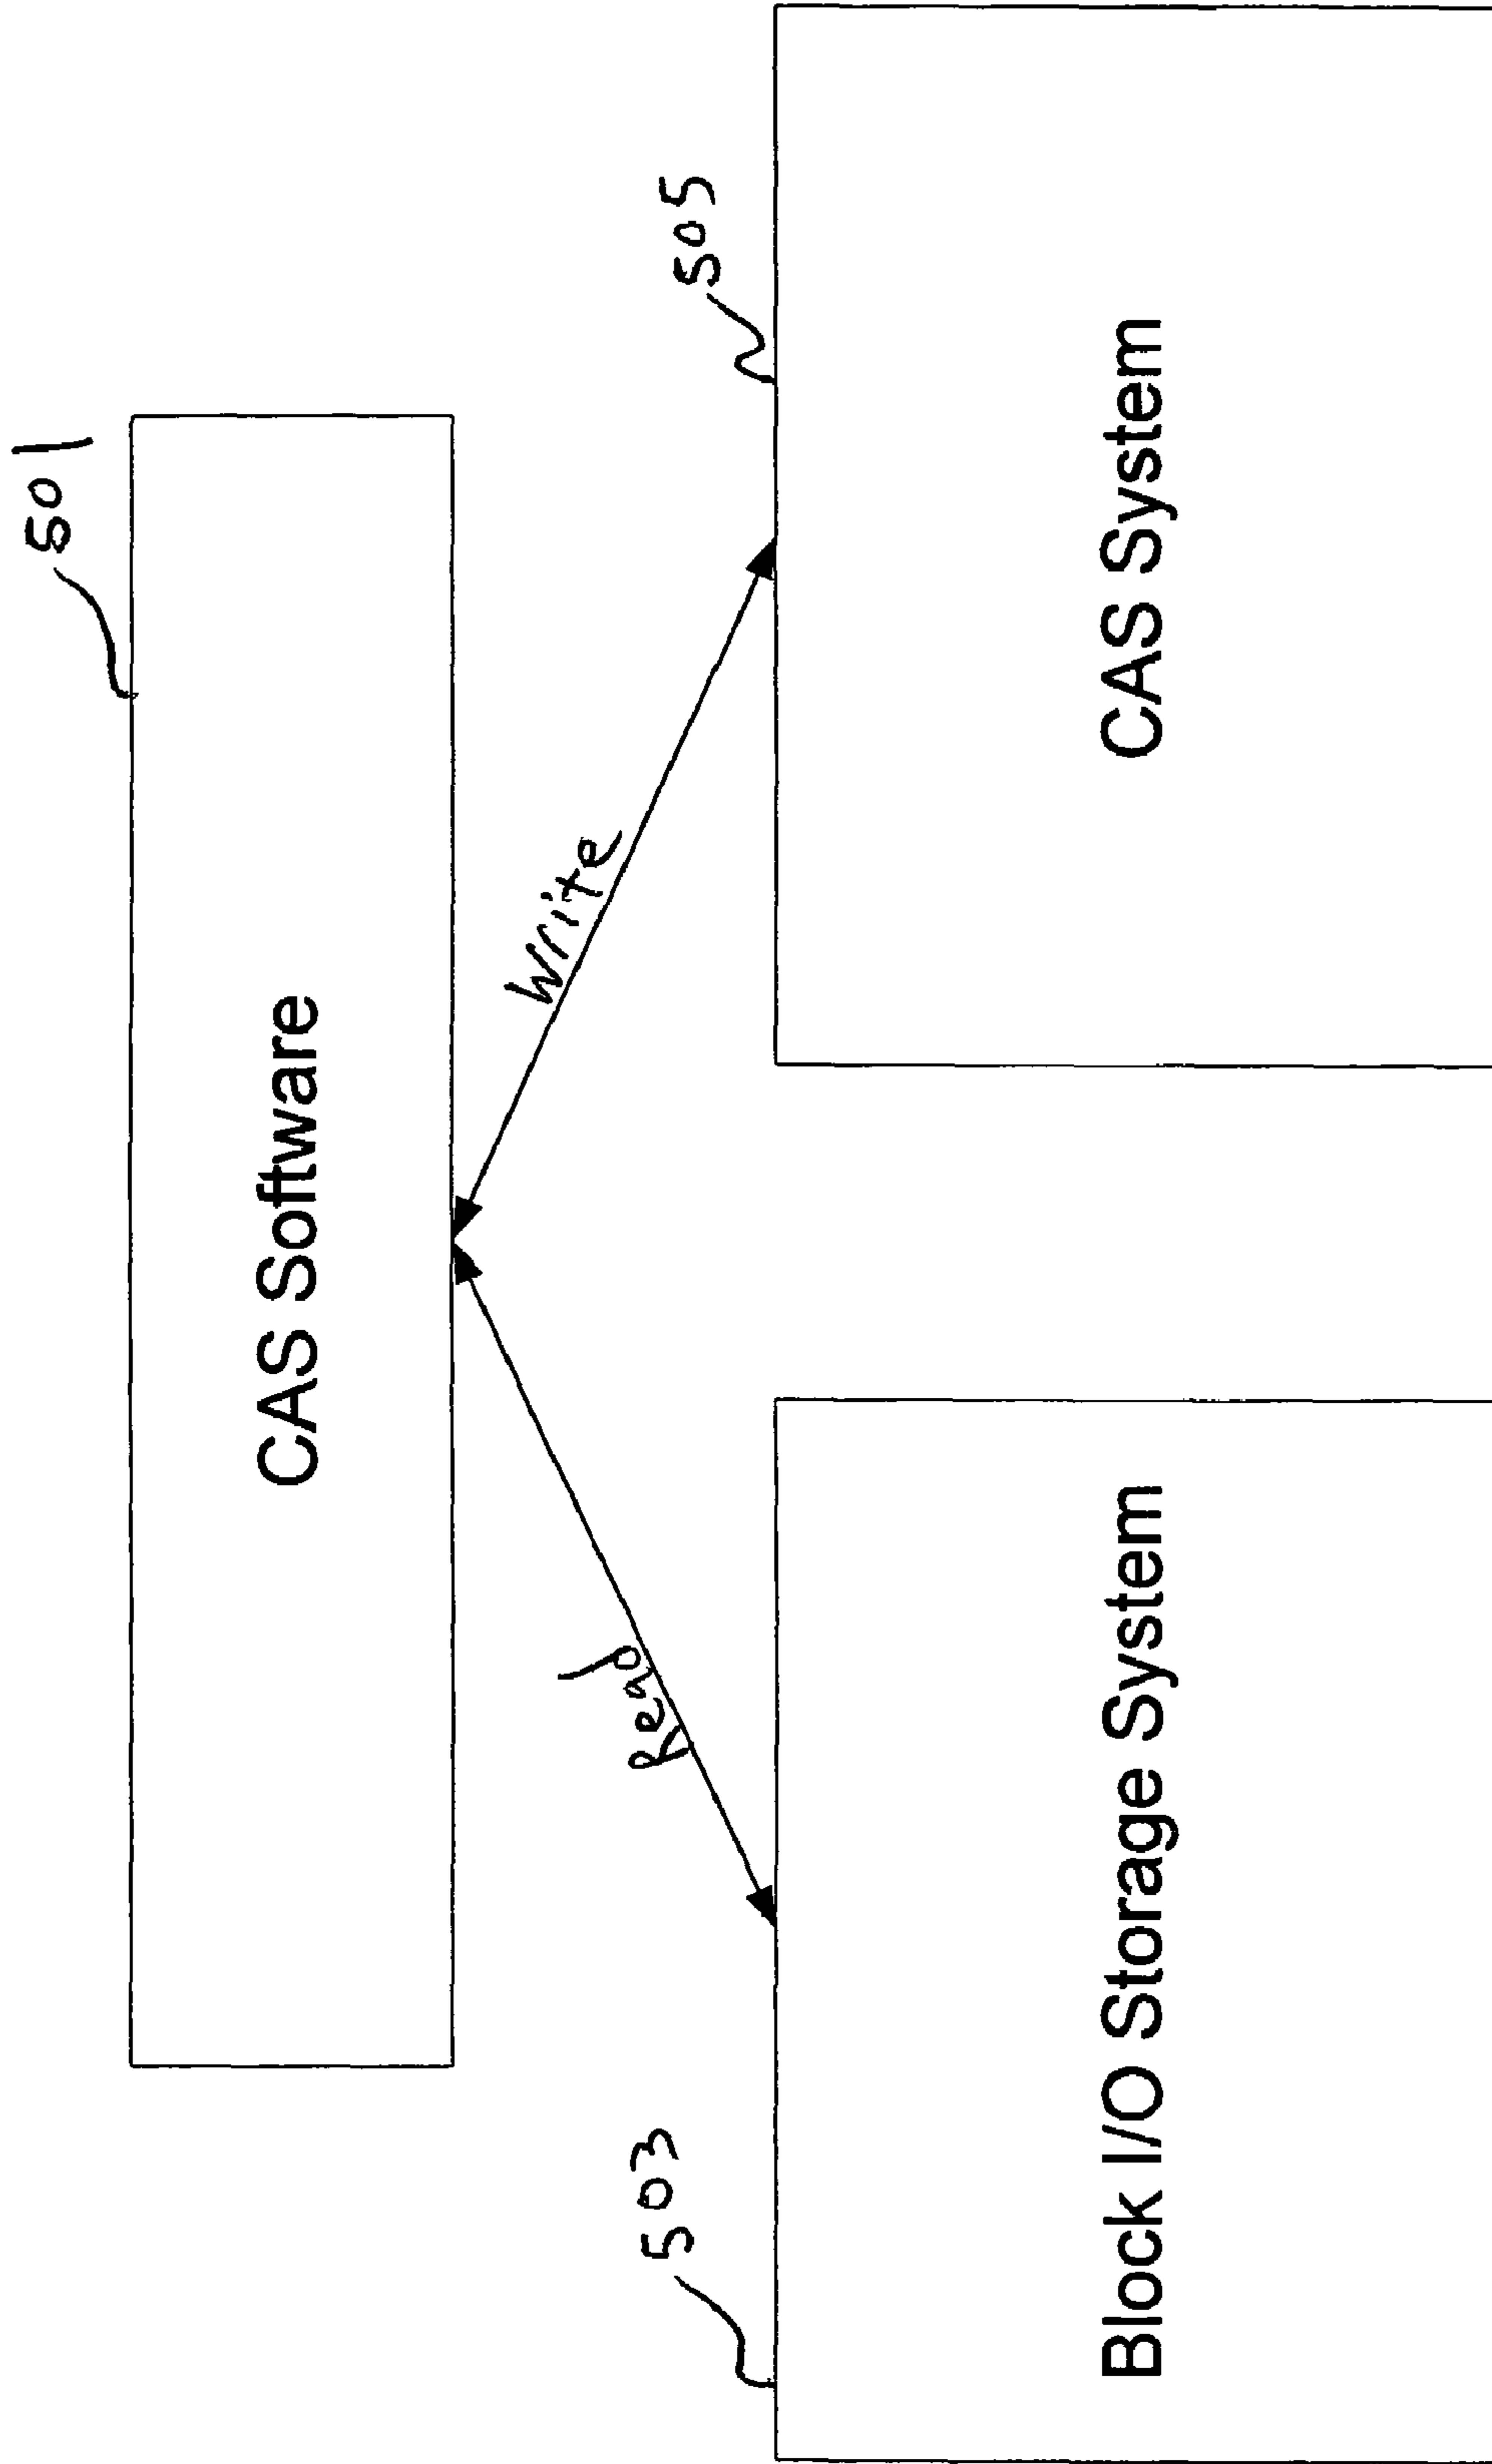 501
CAS Software
Read
Write
503
505
Block I/O Storage System
CAS System